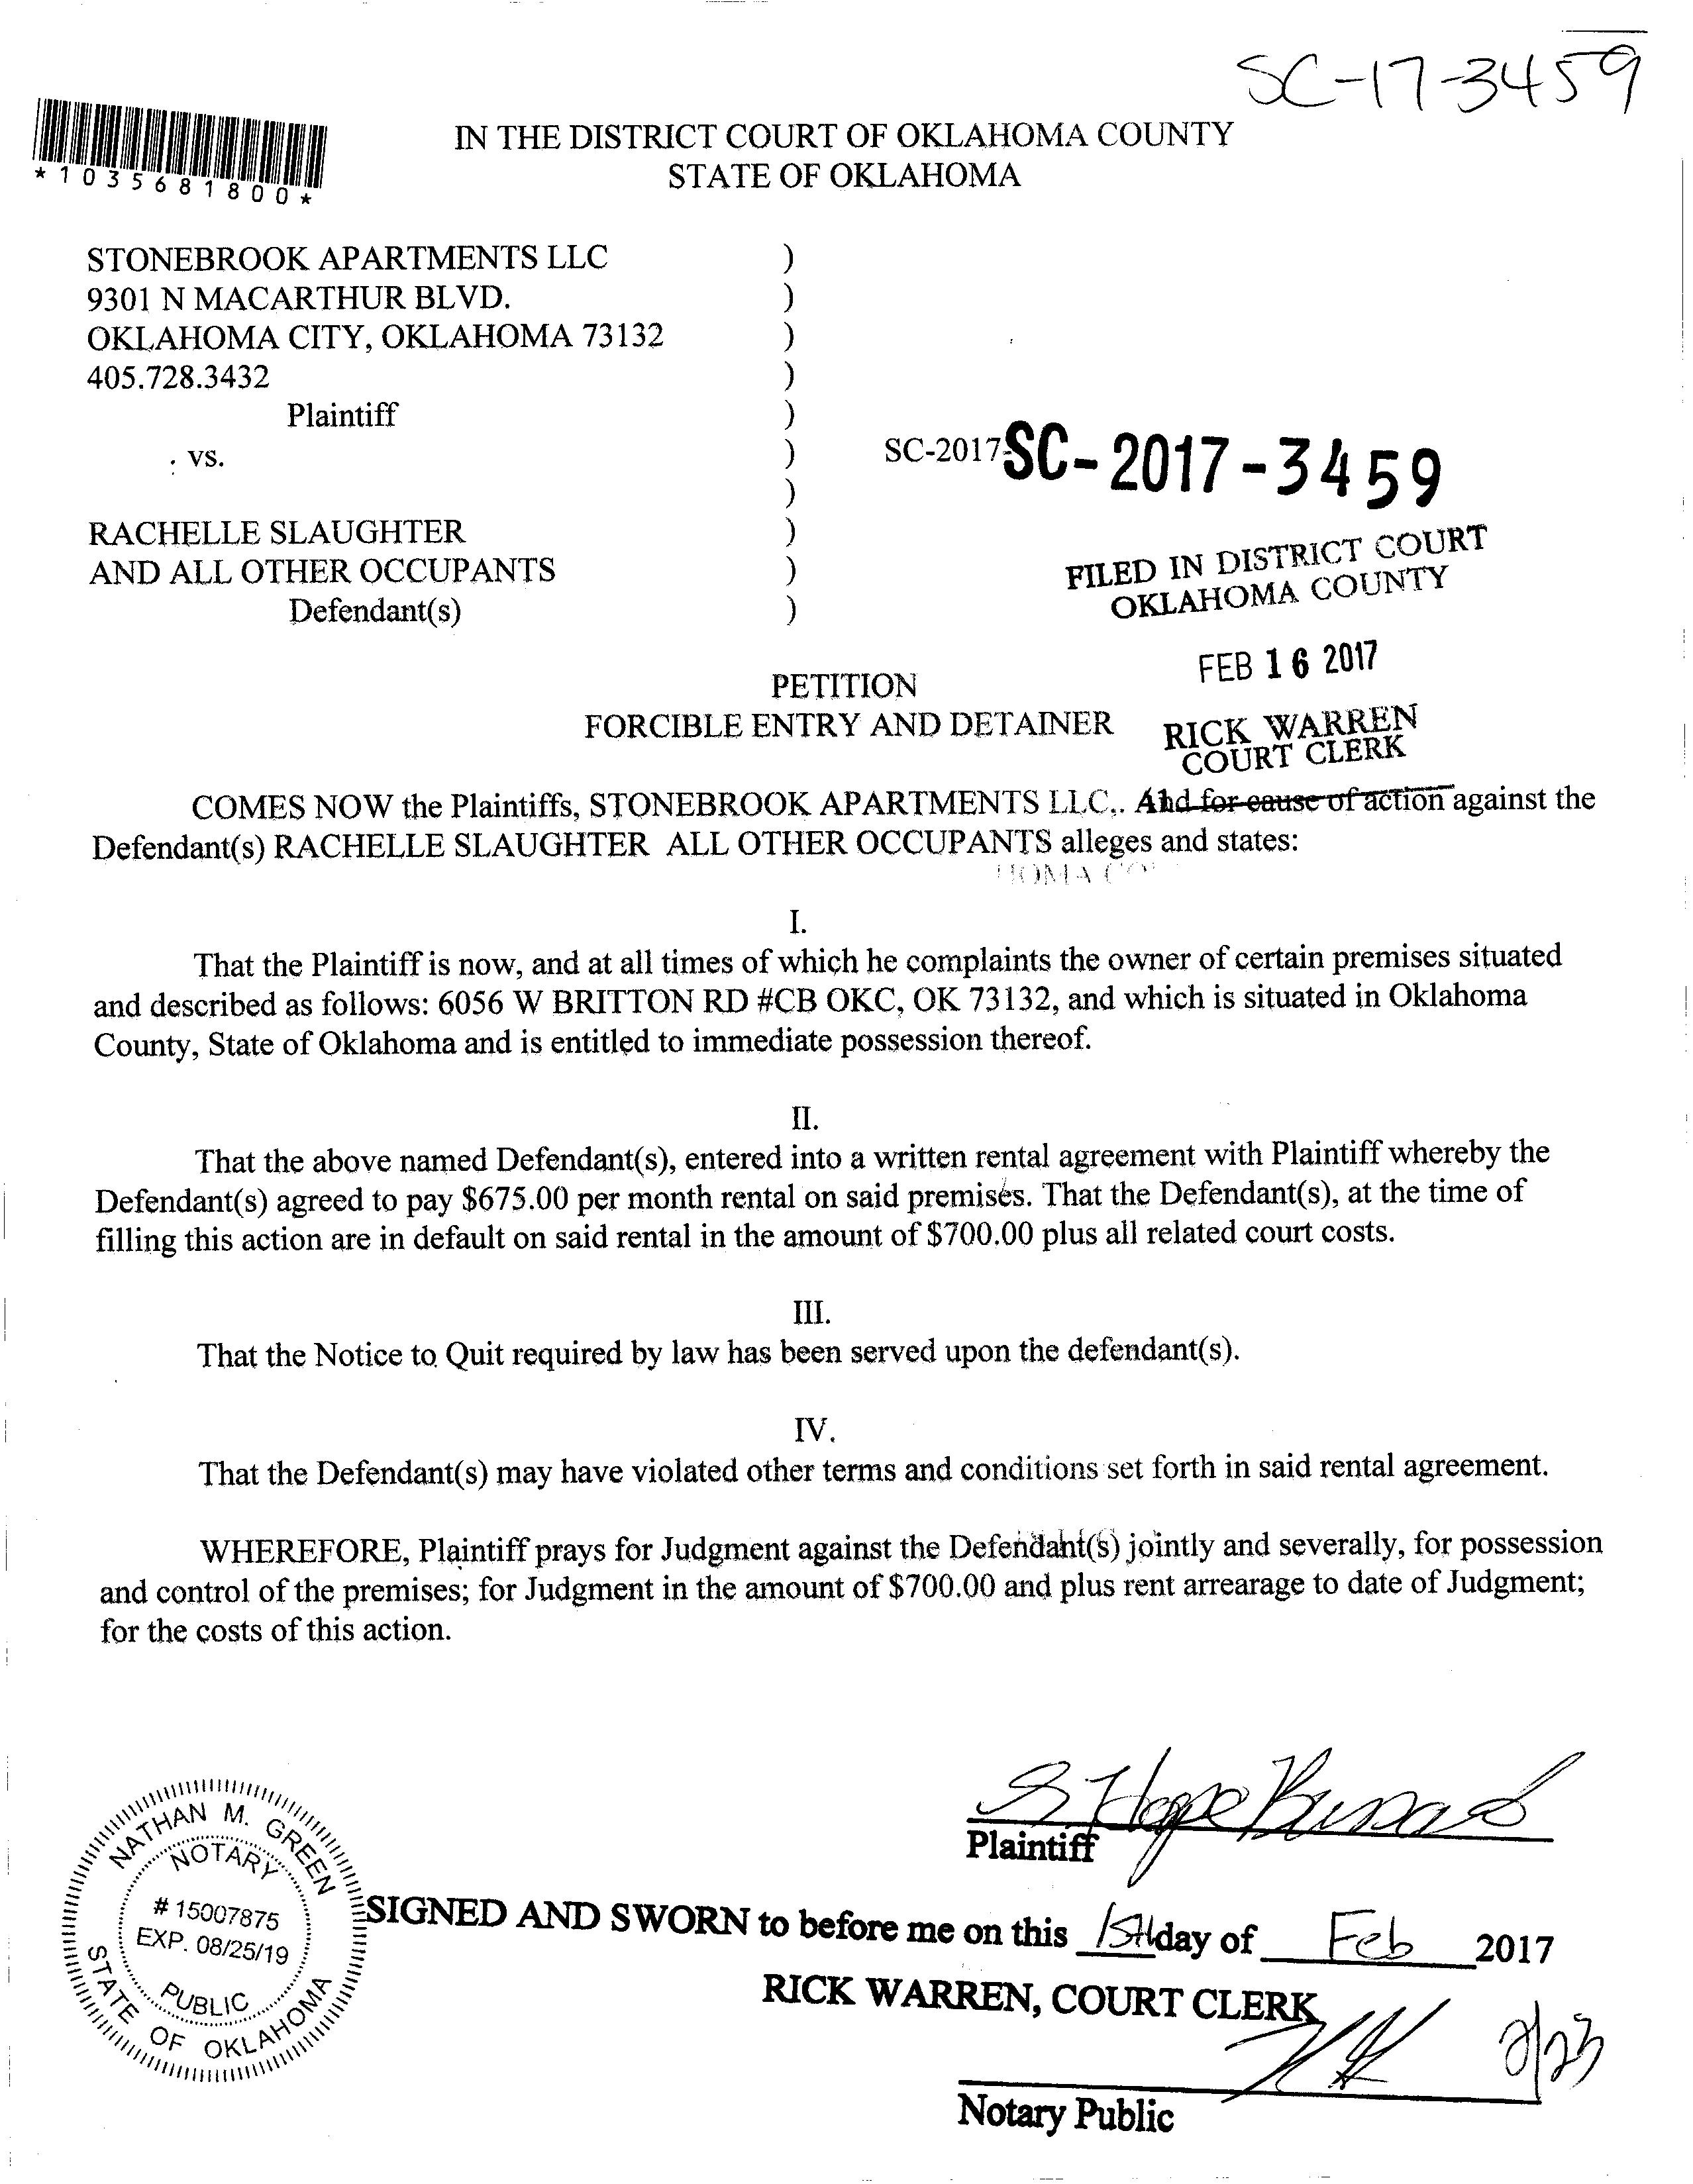 SC-17-3459
*1035681800*
IN THE DISTRICT COURT OF OKLAHOMA COUNTY
STATE OF OKLAHOMA
STONEBROOK APARTMENTS LLC )
9301 N MACARTHUR BLVD. )
OKLAHOMA CITY, OKLAHOMA 73132 )
405.728.3432 )
Plaintiff )
vs. )
SC-2017-SC-2017-3459
)
RACHELLE SLAUGHTER )
AND ALL OTHER OCCUPANTS )
Defendant(s) )
FILED IN DISTRICT COURT
OKLAHOMA COUNTY
FEB 16 2017
RICK WARREN
COURT CLERK
PETITION
FORCIBLE ENTRY AND DETAINER
COMES NOW the Plaintiffs, STONEBROOK APARTMENTS LLC,. And for cause of action against the
Defendant(s) RACHELLE SLAUGHTER ALL OTHER OCCUPANTS alleges and states:
I.
That the Plaintiff is now, and at all times of which he complaints the owner of certain premises situated
and described as follows: 6056 W BRITTON RD #CB OKC, OK 73132, and which is situated in Oklahoma
County, State of Oklahoma and is entitled to immediate possession thereof.
II.
That the above named Defendant(s), entered into a written rental agreement with Plaintiff whereby the
Defendant(s) agreed to pay $675.00 per month rental on said premises. That the Defendant(s), at the time of
filling this action are in default on said rental in the amount of $700.00 plus all related court costs.
III.
That the Notice to Quit required by law has been served upon the defendant(s).
IV.
That the Defendant(s) may have violated other terms and conditions set forth in said rental agreement.
WHEREFORE, Plaintiff prays for Judgment against the Defendant(s) jointly and severally, for possession
and control of the premises; for Judgment in the amount of $700.00 and plus rent arrearage to date of Judgment;
for the costs of this action.
S Hope
Plaintiff
NATHAN M. GREEN
NOTARY
# 15007875
EXP. 08/25/19
PUBLIC
STATE OF OKLAHOMA
SIGNED AND SWORN to before me on this day of Feb 2017
RICK WARREN, COURT CLERK
2/23
Notary Public